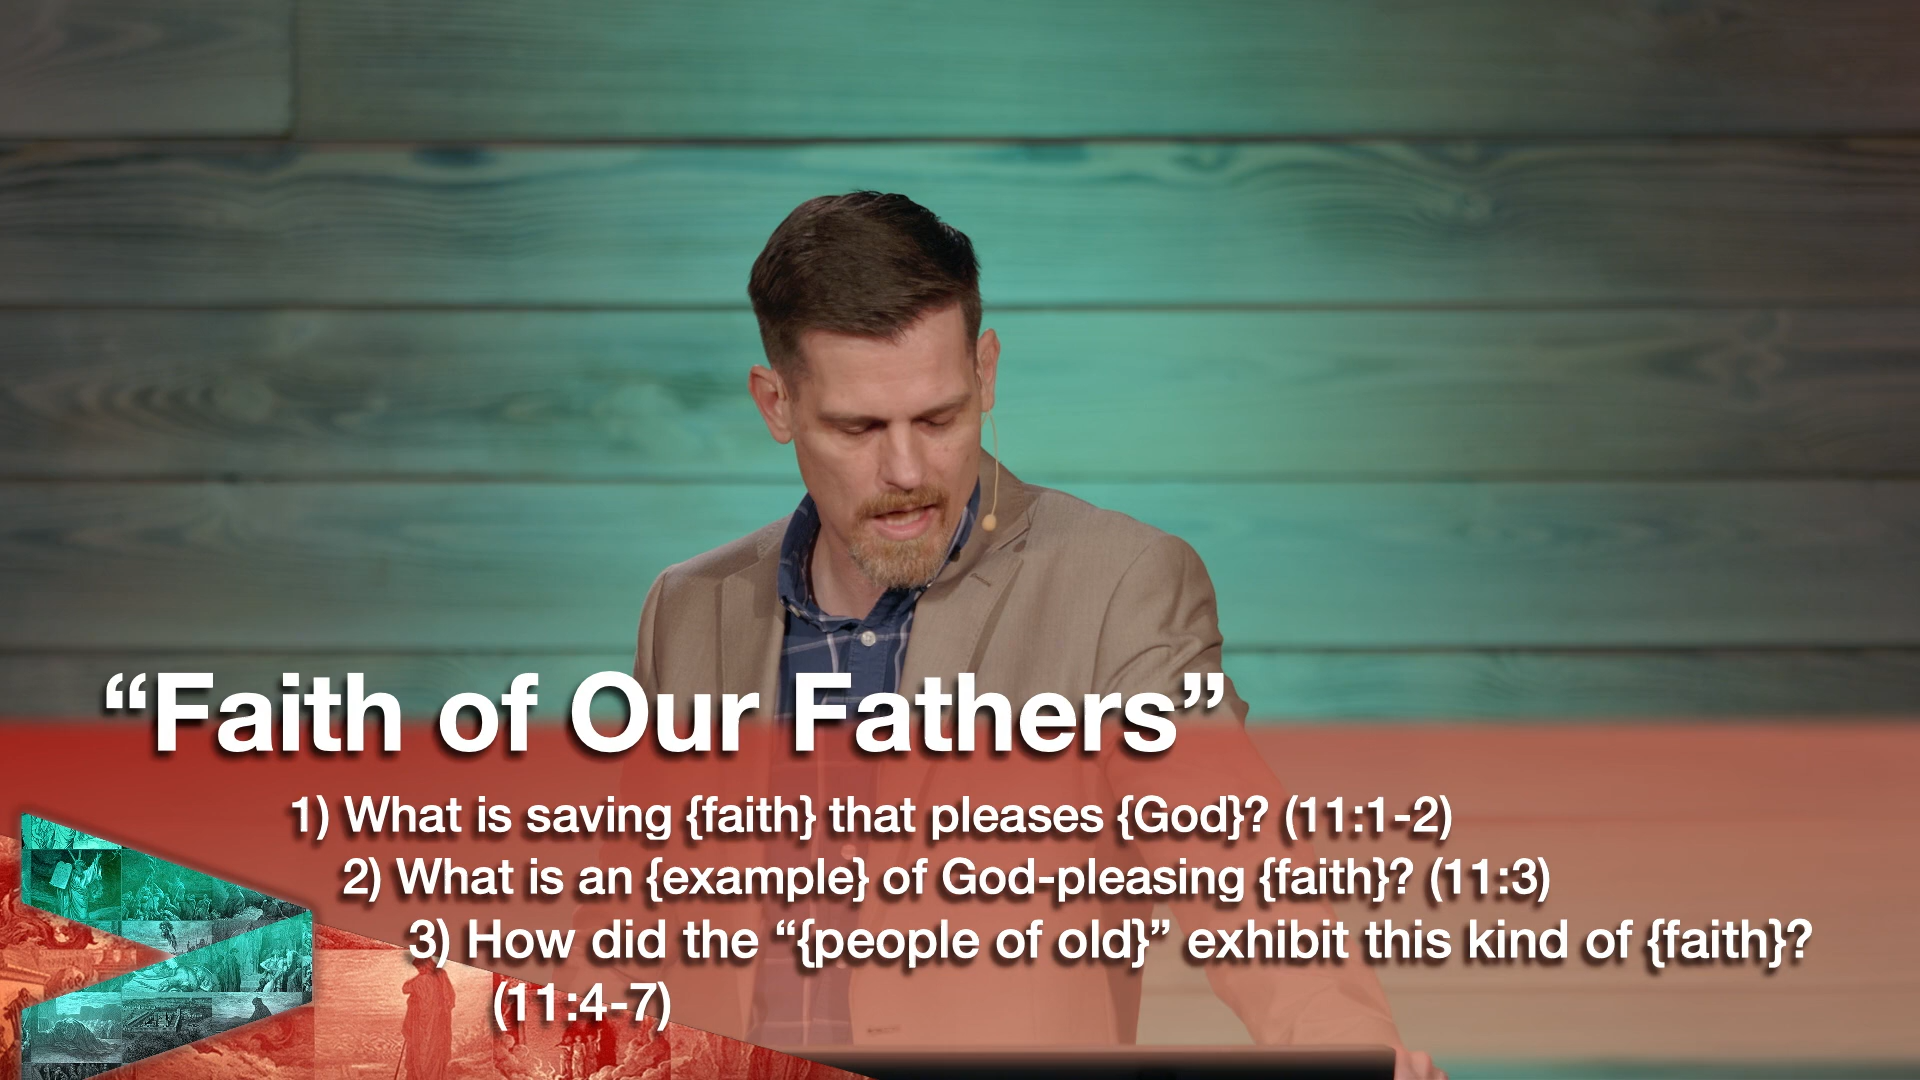 “Faith of Our Fathers”
1) What is saving {faith} that pleases {God}? (11:1-2)
2) What is an {example} of God-pleasing {faith}? (11:3)
3) How did the “{people of old}” exhibit this kind of {faith}?
(11:4-7)